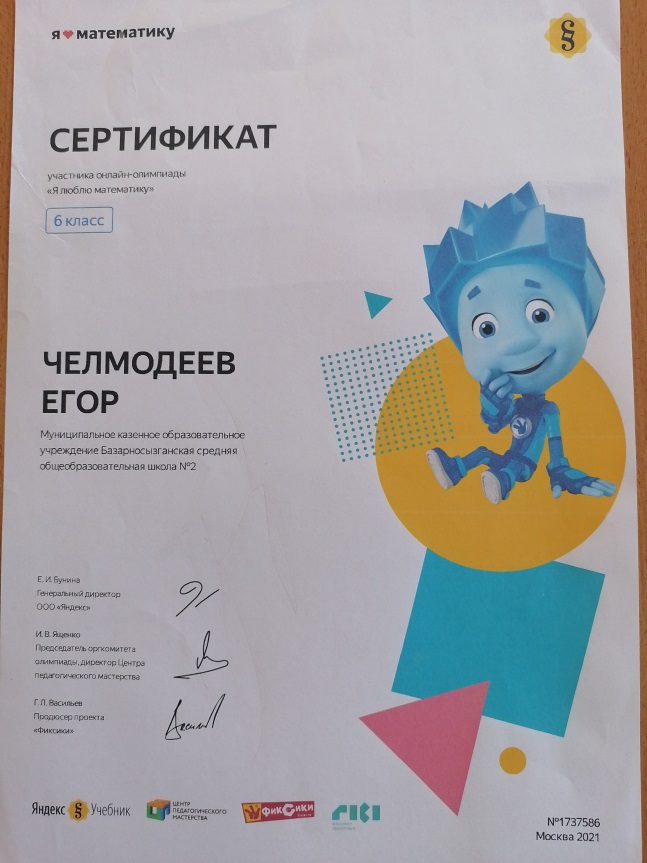 я ❤ математику
СЕРТИФИКАТ
участника онлайн-олимпиады
«Я люблю математику»
6 класс
ЧЕЛМОДЕЕВ
ЕГОР
Муниципальное казенное образовательное
учреждение Базарносызганская средняя
общеобразовательная школа №2
Е. И. Бунина
Генеральный директор
ООО «Яндекс»
И. В. Ященко
Председатель оргкомитета
олимпиады, директор Центра
педагогического мастерства
Г. Л. Васильев
Продюсер проекта
«Фиксики»
Яндекс § Учебник
ЦЕНТР
ПЕДАГОГИЧЕСКОГО
МАСТЕРСТВА
ФИКСИКИ
№1737586
Москва 2021